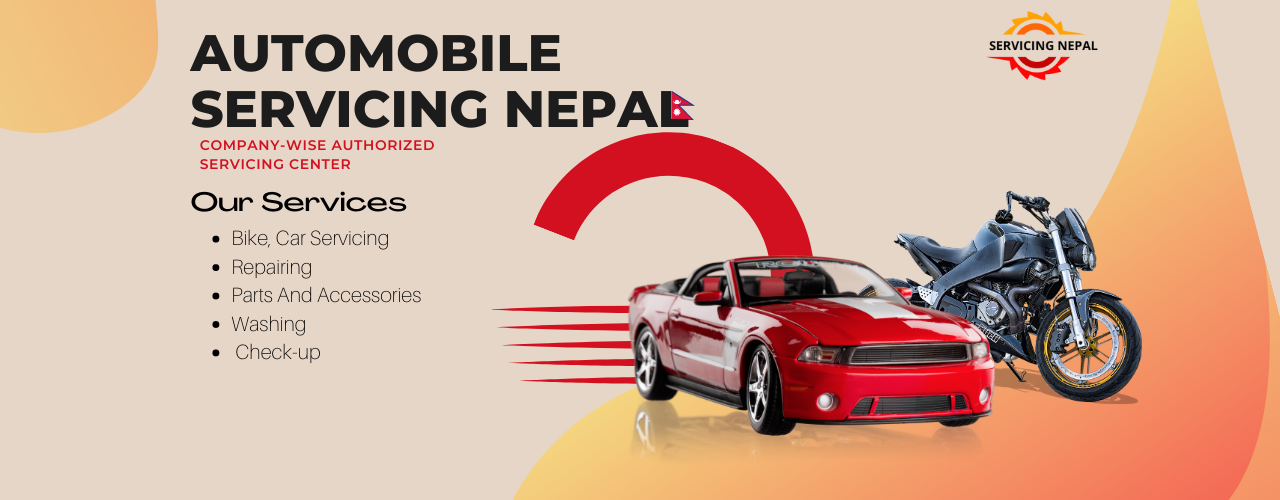 AUTOMOBILE
SERVICING NEPAL
COMPANY-WISE AUTHORIZED
SERVICING CENTER
Our Services
Bike, Car Servicing
Repairing
Parts And Accessories
Washing
Check-up
SERVICING NEPAL